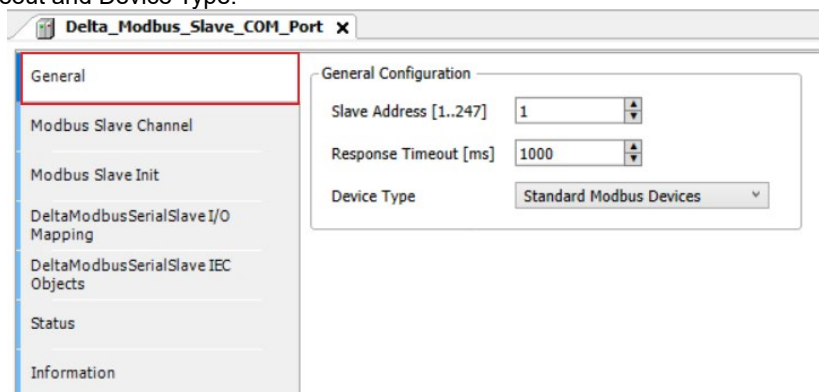 Delta_Modbus_Slave_COM_Port
General
Modbus Slave Channel
Modbus Slave Init
DeltaModbusSerialSlave I/O
Mapping
DeltaModbusSerialSlave IEC
Objects
Status
Information
General Configuration
Slave Address [1..247] 1
Response Timeout [ms] 1000
Device Type Standard Modbus Devices